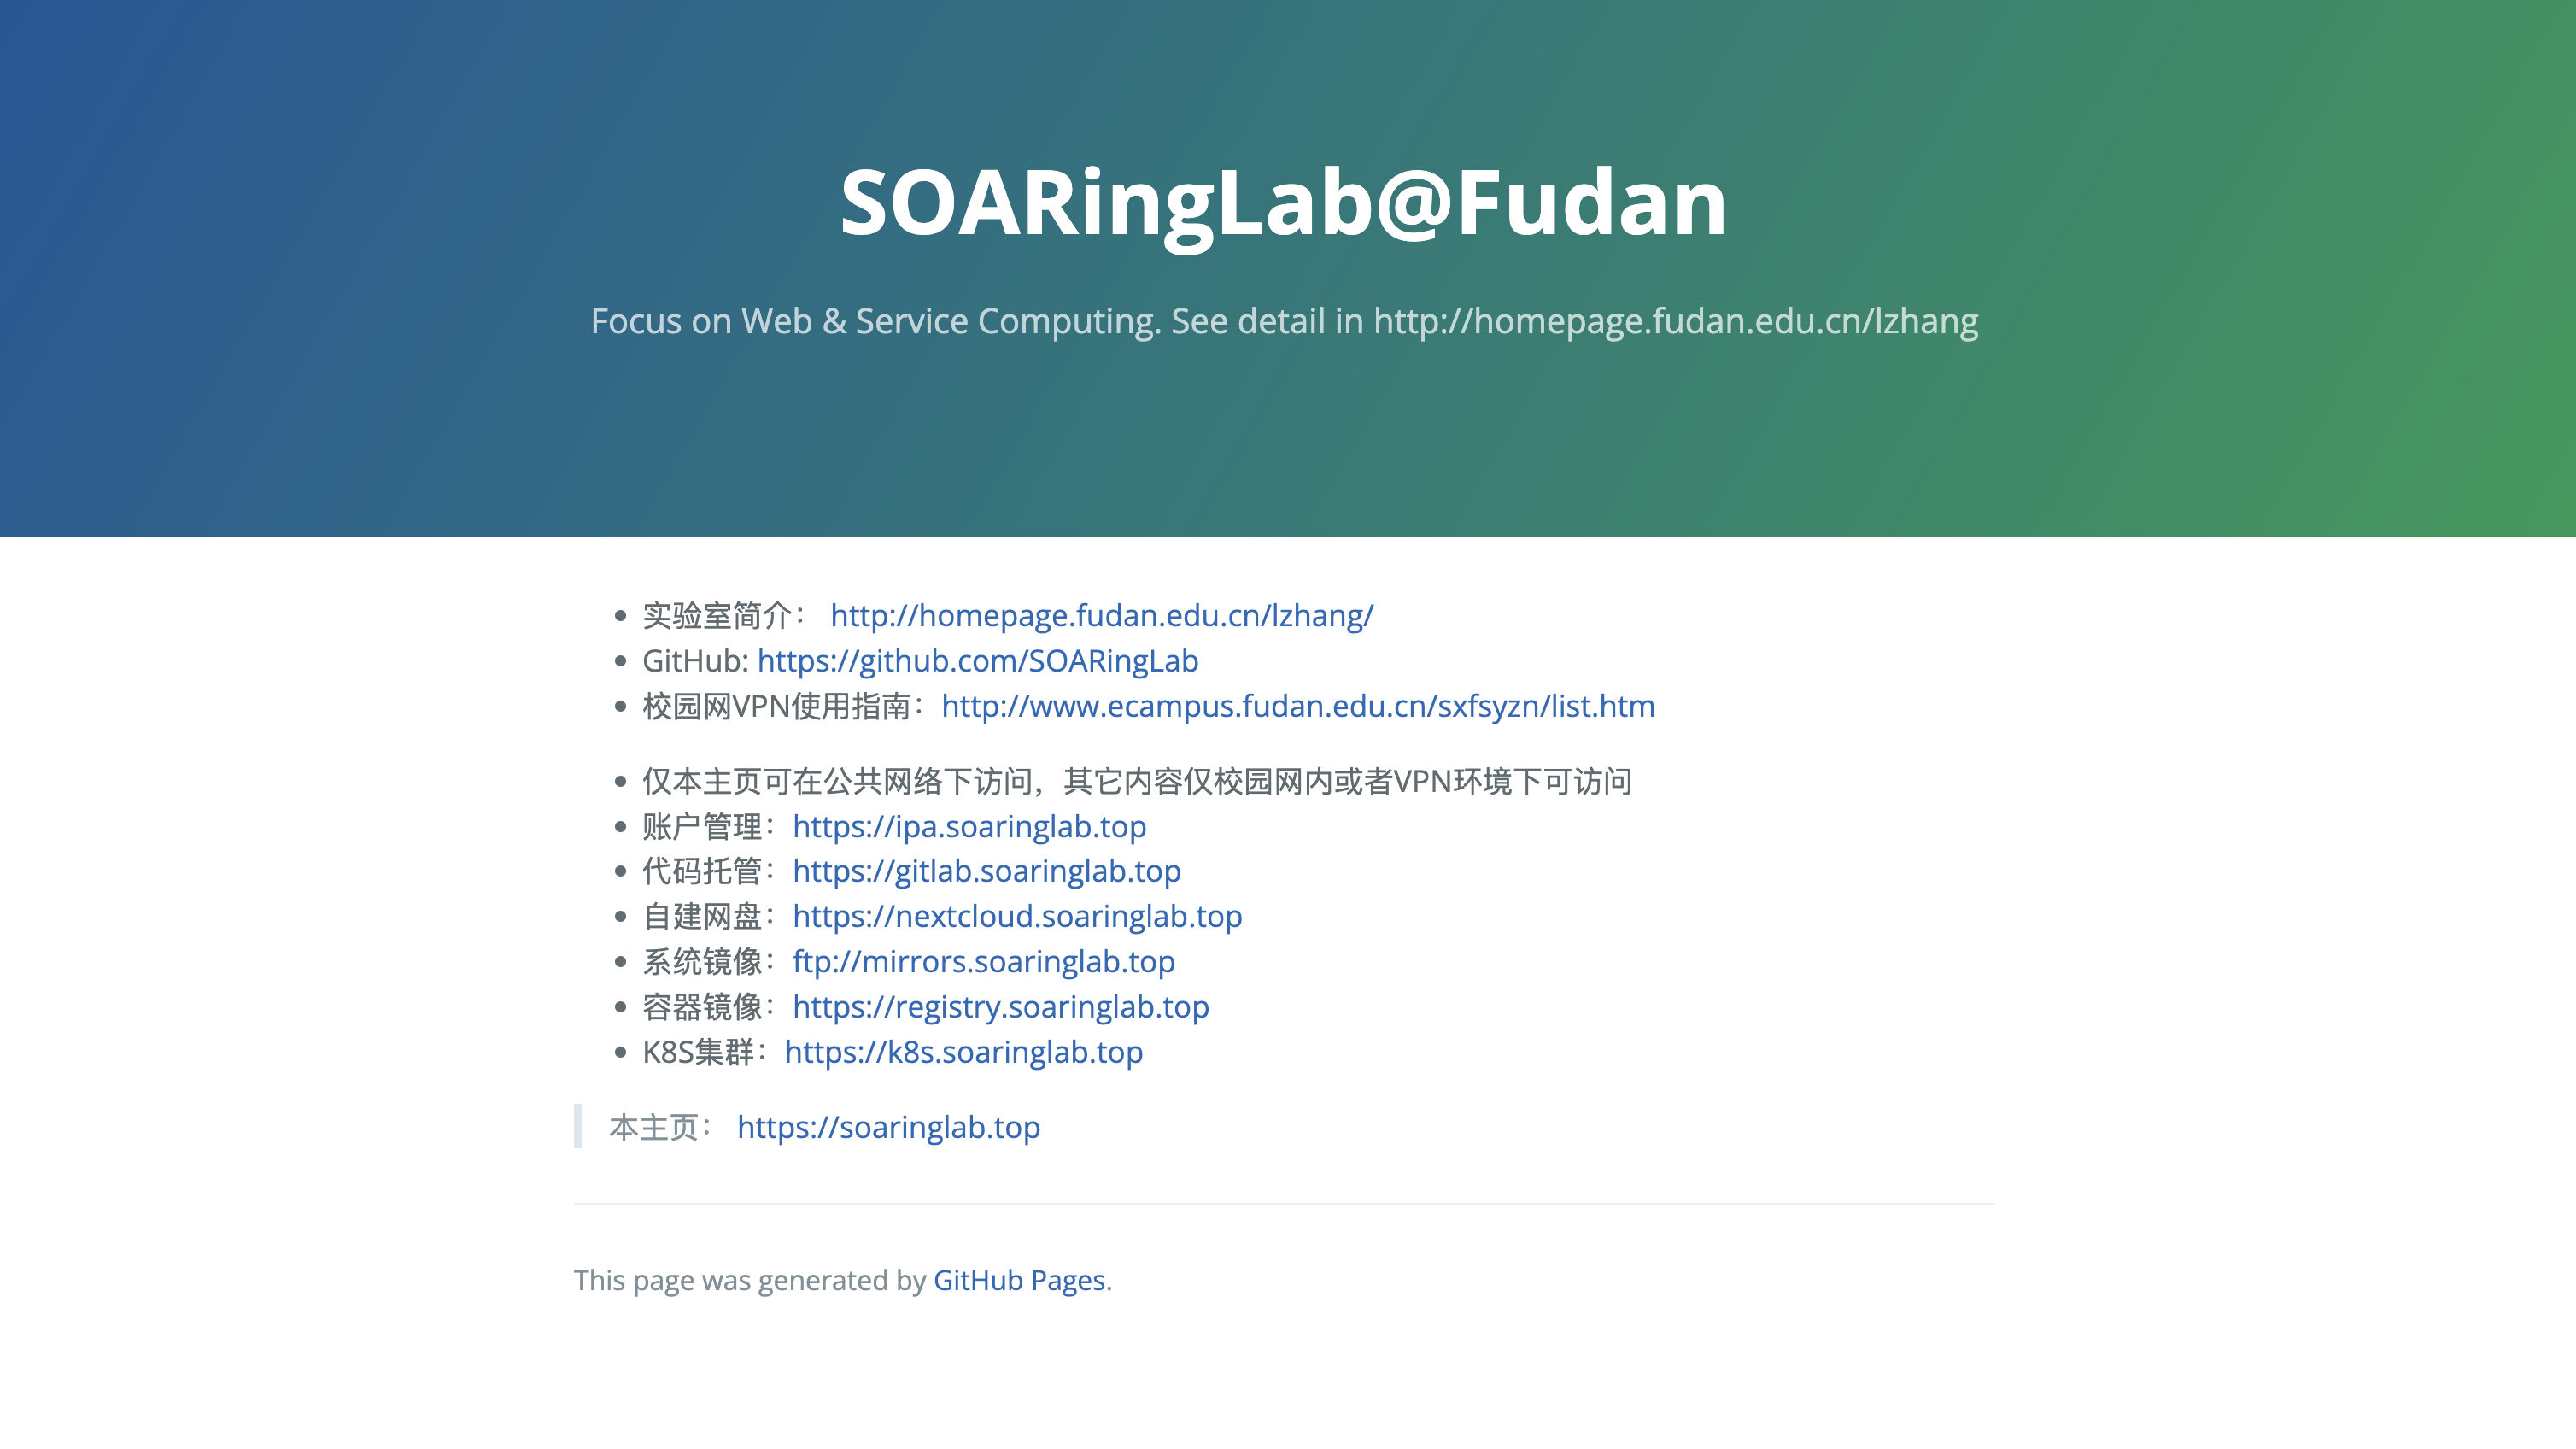 SOARingLab@Fudan
Focus on Web & Service Computing. See detail in http://homepage.fudan.edu.cn/lzhang
实验室简介： http://homepage.fudan.edu.cn/lzhang/
GitHub: https://github.com/SOARingLab
校园网VPN使用指南：http://www.ecampus.fudan.edu.cn/sxfsyzn/list.htm
仅本主页可在公共网络下访问，其它内容仅校园网内或者VPN环境下可访问
账户管理：https://ipa.soaringlab.top
代码托管：https://gitlab.soaringlab.top
自建网盘：https://nextcloud.soaringlab.top
系统镜像：ftp://mirrors.soaringlab.top
容器镜像：https://registry.soaringlab.top
K8S集群：https://k8s.soaringlab.top
本主页： https://soaringlab.top
This page was generated by GitHub Pages.